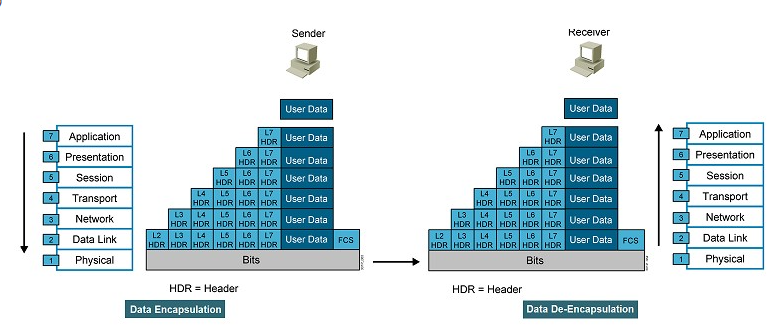 Sender
Receiver
User Data
User Data
7 Application
6 Presentation
5 Session
4 Transport
3 Network
2 Data Link
1 Physical
L7 HDR User Data
L6 HDR L7 HDR User Data
L5 HDR L6 HDR L7 HDR User Data
L4 HDR L5 HDR L6 HDR L7 HDR User Data
L3 HDR L4 HDR L5 HDR L6 HDR L7 HDR User Data
L2 HDR L3 HDR L4 HDR L5 HDR L6 HDR L7 HDR User Data FCS
Bits
HDR = Header
Data Encapsulation
L7 HDR User Data
L6 HDR L7 HDR User Data
L5 HDR L6 HDR L7 HDR User Data
L4 HDR L5 HDR L6 HDR L7 HDR User Data
L3 HDR L4 HDR L5 HDR L6 HDR L7 HDR User Data
L2 HDR L3 HDR L4 HDR L5 HDR L6 HDR L7 HDR User Data FCS
Bits
HDR = Header
Data De-Encapsulation
7 Application
6 Presentation
5 Session
4 Transport
3 Network
2 Data Link
1 Physical